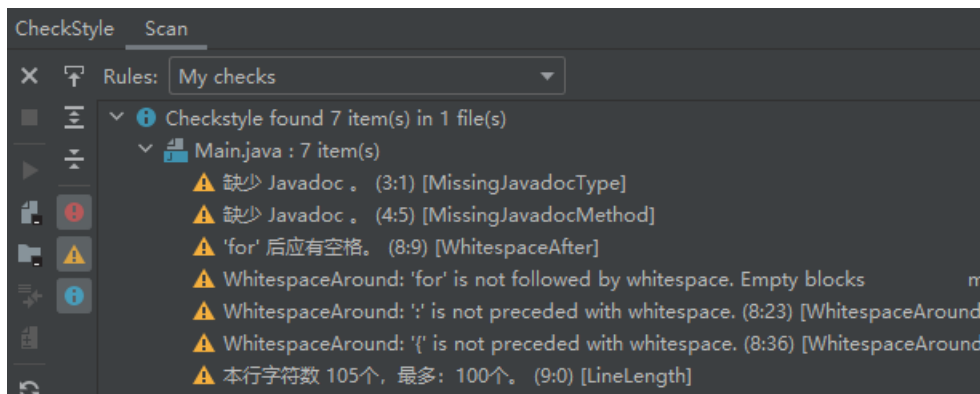 CheckStyle Scan
Rules: My checks
Checkstyle found 7 item(s) in 1 file(s)
Main.java : 7 item(s)
缺少 Javadoc 。 (3:1) [MissingJavadocType]
缺少 Javadoc 。 (4:5) [MissingJavadocMethod]
'for' 后应有空格。 (8:9) [WhitespaceAfter]
WhitespaceAround: 'for' is not followed by whitespace. Empty blocks
WhitespaceAround: ':' is not preceded with whitespace. (8:23) [WhitespaceAround
WhitespaceAround: '{' is not preceded with whitespace. (8:36) [WhitespaceAround
本行字符数 105个，最多：100个。 (9:0) [LineLength]